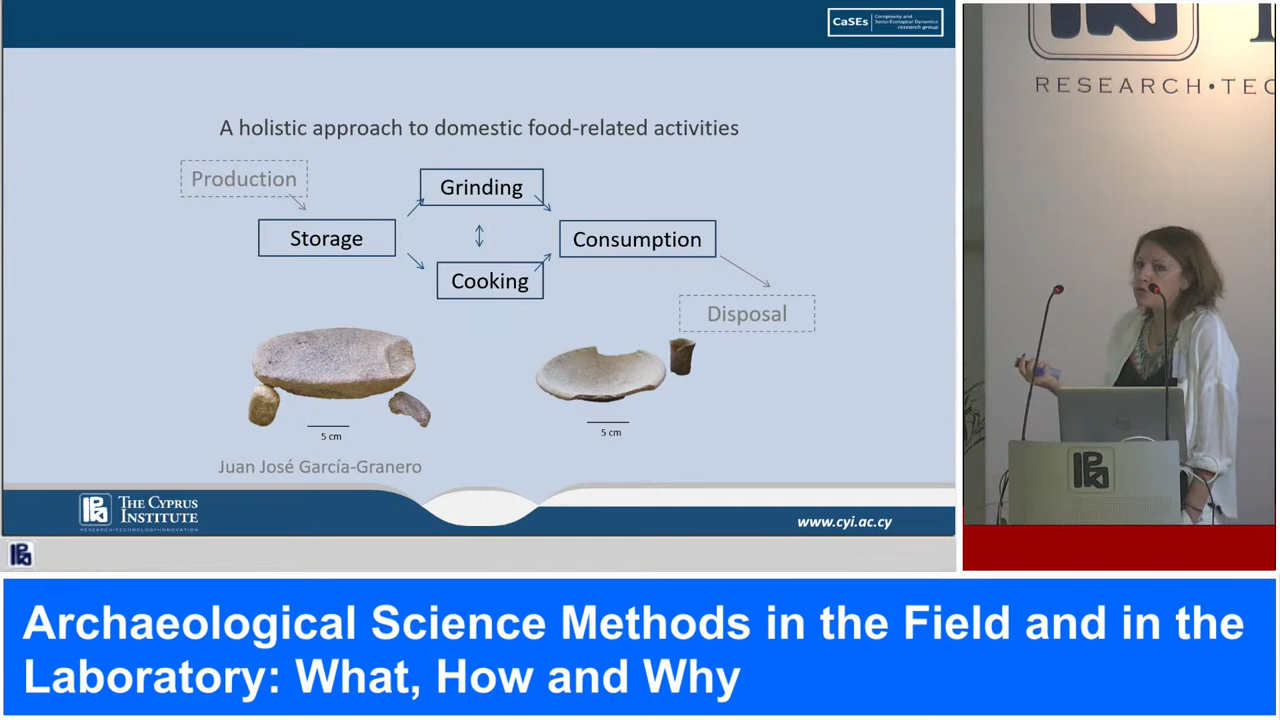 CaSEs
Complexity and
Socio-Ecological Dynamics
research group
A holistic approach to domestic food-related activities
Production
Grinding
Storage
Consumption
Cooking
Disposal
5 cm
5 cm
Juan José García-Granero
THE CYPRUS
INSTITUTE
RESEARCH•TECHNOLOGY•INNOVATION
www.cyi.ac.cy
RESEARCH•TEC
Archaeological Science Methods in the Field and in the
Laboratory: What, How and Why